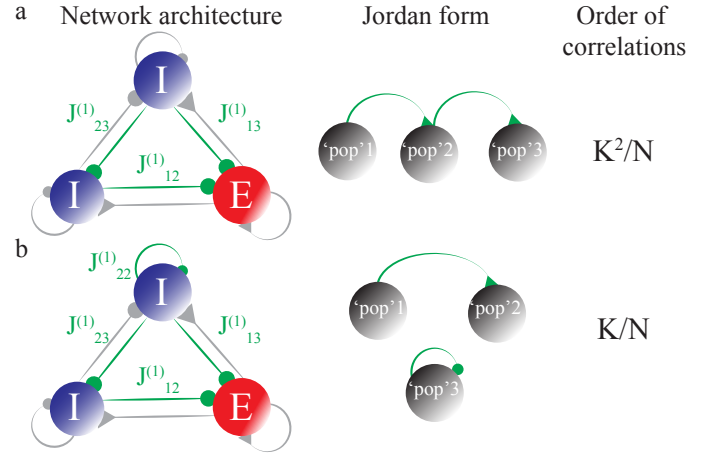 a
Network architecture
Jordan form
Order of
correlations
I
J⁽¹⁾₂₃
J⁽¹⁾₁₃
J⁽¹⁾₁₂
I
E
'pop'1
'pop'2
'pop'3
K²/N
b
J⁽¹⁾₂₂
I
J⁽¹⁾₂₃
J⁽¹⁾₁₃
J⁽¹⁾₁₂
I
E
'pop'1
'pop'2
'pop'3
K/N